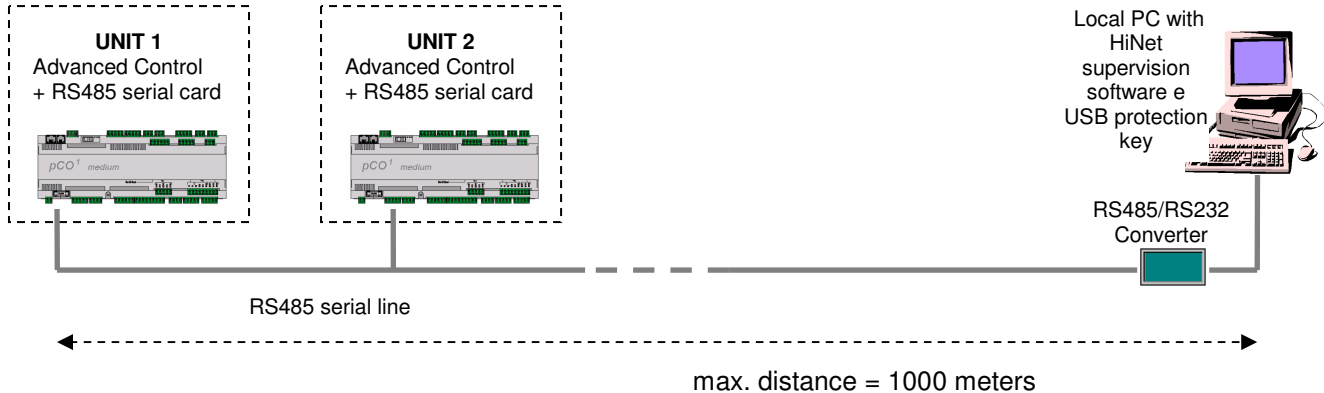 UNIT 1
Advanced Control
+ RS485 serial card
pCO1 medium
UNIT 2
Advanced Control
+ RS485 serial card
pCO1 medium
Local PC with
HiNet
supervision
software e
USB protection
key
RS485/RS232
Converter
RS485 serial line
max. distance = 1000 meters